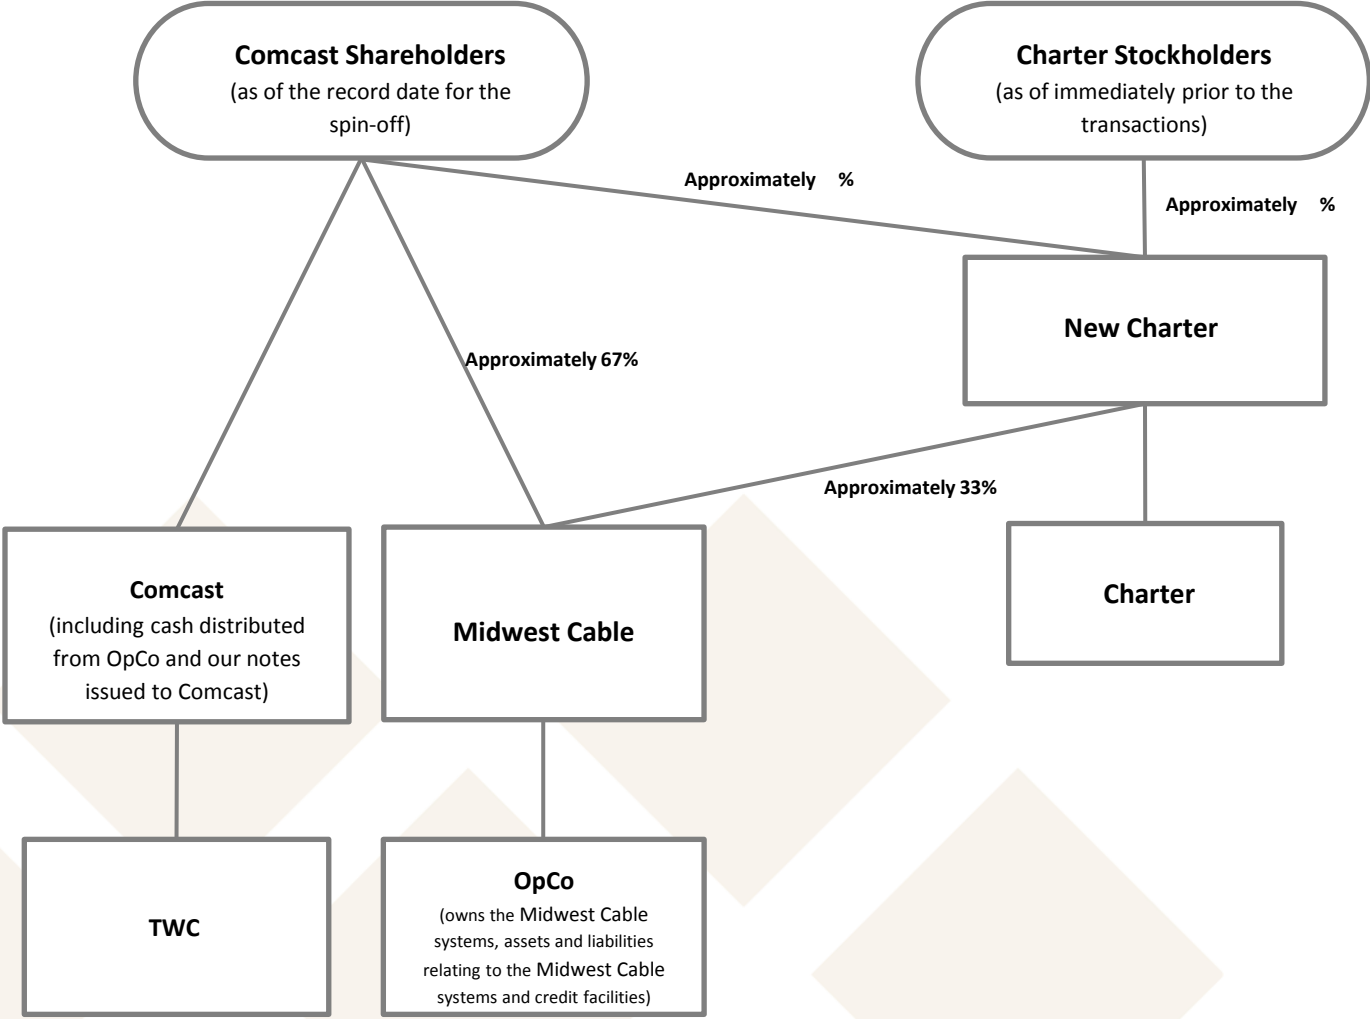 Comcast Shareholders
(as of the record date for the
spin-off)
Charter Stockholders
(as of immediately prior to the
transactions)
Approximately %
Approximately %
New Charter
Approximately 67%
Approximately 33%
Comcast
(including cash distributed
from OpCo and our notes
issued to Comcast)
Midwest Cable
Charter
TWC
OpCo
(owns the Midwest Cable
systems, assets and liabilities
relating to the Midwest Cable
systems and credit facilities)